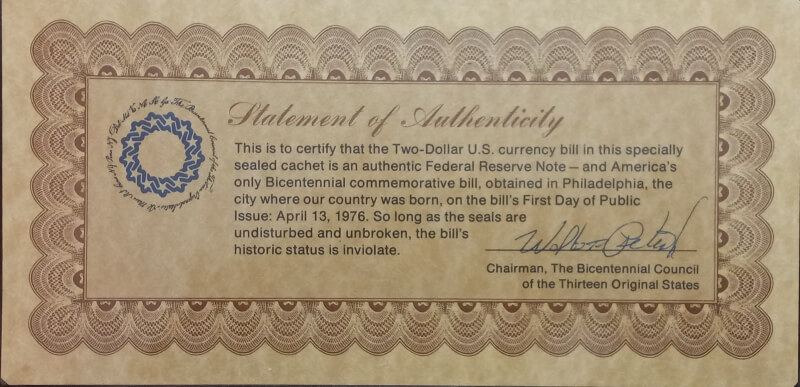 Statement of Authenticity
This is to certify that the Two-Dollar U.S. currency bill in this specially
sealed cachet is an authentic Federal Reserve Note — and America's
only Bicentennial commemorative bill, obtained in Philadelphia, the
city where our country was born, on the bill's First Day of Public
Issue: April 13, 1976. So long as the seals are
undisturbed and unbroken, the bill's
historic status is inviolate.
Chairman, The Bicentennial Council
of the Thirteen Original States